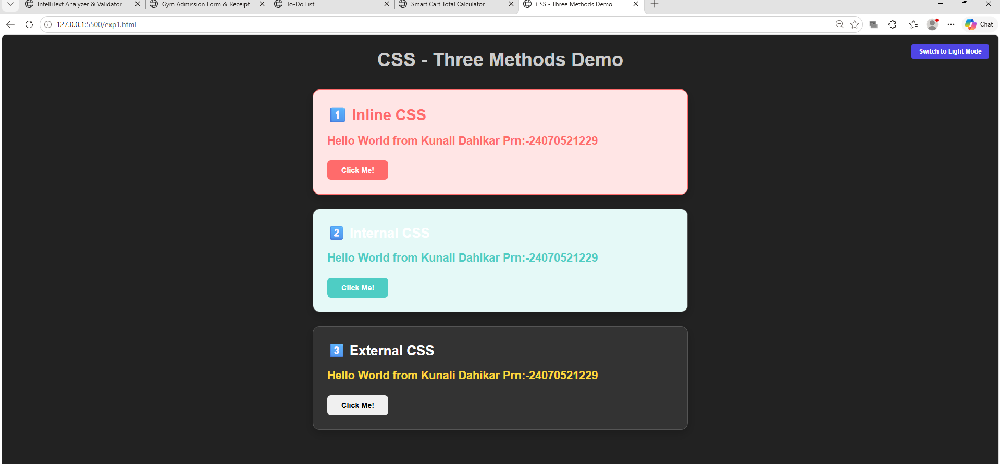 IntelliText Analyzer & Validator
Gym Admission Form & Receipt
To-Do List
Smart Cart Total Calculator
CSS - Three Methods Demo
127.0.0.1:5500/exp1.html
Chat
CSS - Three Methods Demo
Switch to Light Mode
1 Inline CSS
Hello World from Kunali Dahikar Prn:-24070521229
Click Me!
2 Internal CSS
Hello World from Kunali Dahikar Prn:-24070521229
Click Me!
3 External CSS
Hello World from Kunali Dahikar Prn:-24070521229
Click Me!